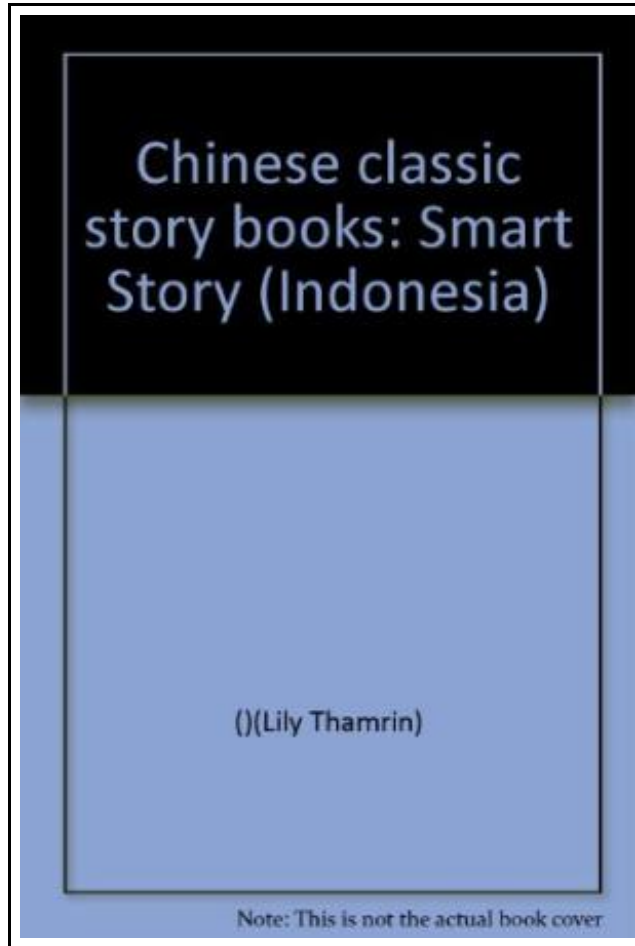 Chinese classic
story books: Smart
Story (Indonesia)
()(Lily Thamrin)
Note: This is not the actual book cover